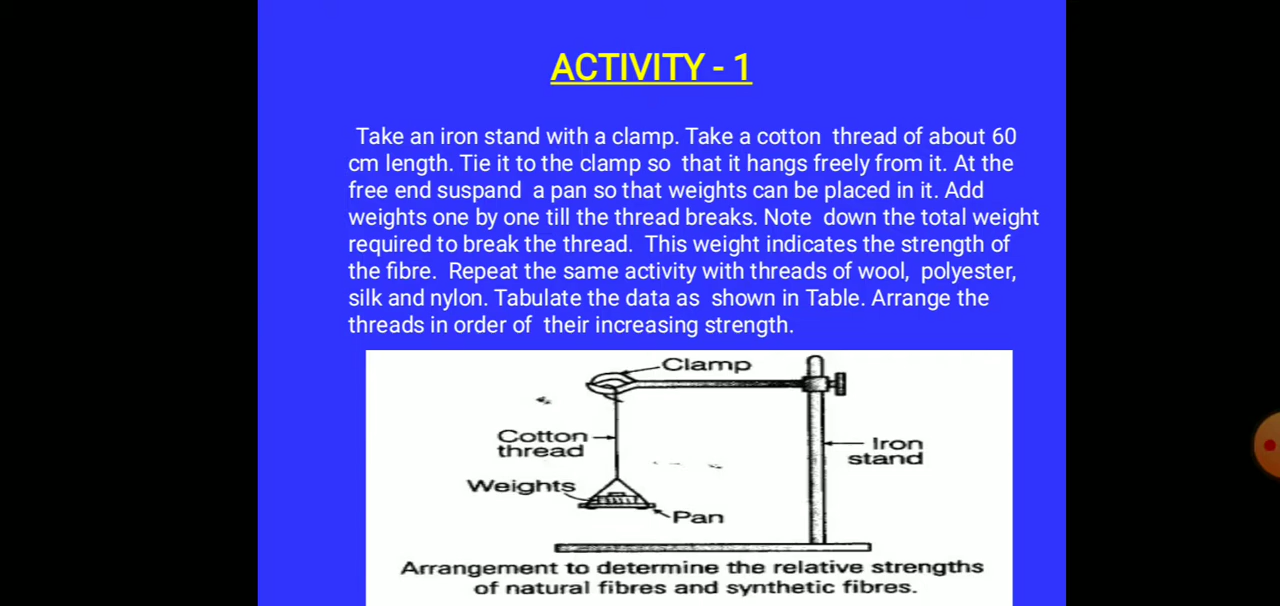 ACTIVITY - 1
Take an iron stand with a clamp. Take a cotton thread of about 60
cm length. Tie it to the clamp so that it hangs freely from it. At the
free end suspand a pan so that weights can be placed in it. Add
weights one by one till the thread breaks. Note down the total weight
required to break the thread. This weight indicates the strength of
the fibre. Repeat the same activity with threads of wool, polyester,
silk and nylon. Tabulate the data as shown in Table. Arrange the
threads in order of their increasing strength.
Clamp
Cotton
thread
Iron
stand
Weights
Pan
Arrangement to determine the relative strengths
of natural fibres and synthetic fibres.